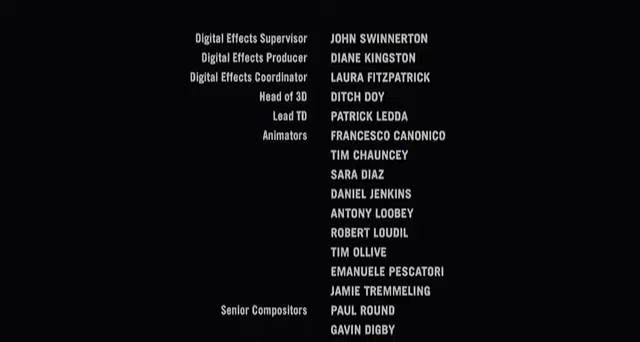 Digital Effects Supervisor JOHN SWINNERTON
Digital Effects Producer DIANE KINGSTON
Digital Effects Coordinator LAURA FITZPATRICK
Head of 3D DITCH DOY
Lead TD PATRICK LEDDA
Animators FRANCESCO CANONICO
TIM CHAUNCEY
SARA DIAZ
DANIEL JENKINS
ANTONY LOOBEY
ROBERT LOUDIL
TIM OLLIVE
EMANUELE PESCATORI
JAMIE TREMMELING
Senior Compositors PAUL ROUND
GAVIN DIGBY